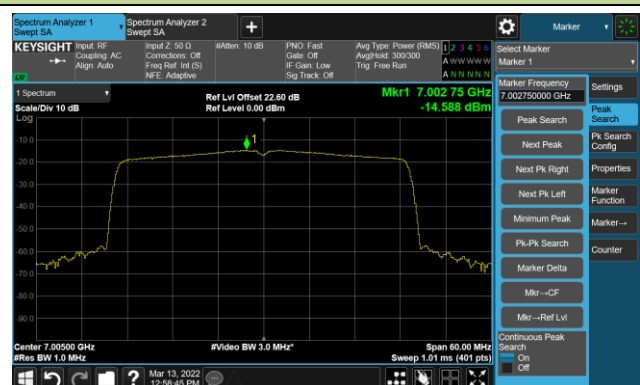 Spectrum Analyzer 1
Swept SA
Spectrum Analyzer 2
Swept SA
+
Marker
KEYSIGHT
Input: RF
Coupling: AC
Align: Auto
Input Z: 50 Ω
Corrections: Off
Freq Ref: Int (S)
NFE: Adaptive
#Atten: 10 dB
PNO: Fast
Gate: Off
IF Gain: Low
Sig Track: Off
Avg Type: Power (RMS)
Avg|Hold: 300/300
Trig: Free Run
1 2 3 4 5 6
A W W W W W
A N N N N N
Select Marker
Marker 1
LW
1 Spectrum
Scale/Div 10 dB
Log
Ref Lvl Offset 22.60 dB
Ref Level 0.00 dBm
Mkr1 7.002 75 GHz
-14.588 dBm
1
-10.0
-20.0
-30.0
-40.0
-50.0
-60.0
-70.0
-80.0
-90.0
Center 7.00500 GHz
#Res BW 1.0 MHz
#Video BW 3.0 MHz*
Span 60.00 MHz
Sweep 1.01 ms (401 pts)
Marker Frequency
7.002750000 GHz
Peak Search
Next Peak
Next Pk Right
Next Pk Left
Minimum Peak
Pk-Pk Search
Marker Delta
Mkr→CF
Mkr→Ref Lvl
Continuous Peak
Search
On
Off
Settings
Peak
Search
Pk Search
Config
Properties
Marker
Function
Marker→
Counter
?
Mar 13, 2022
12:58:45 PM